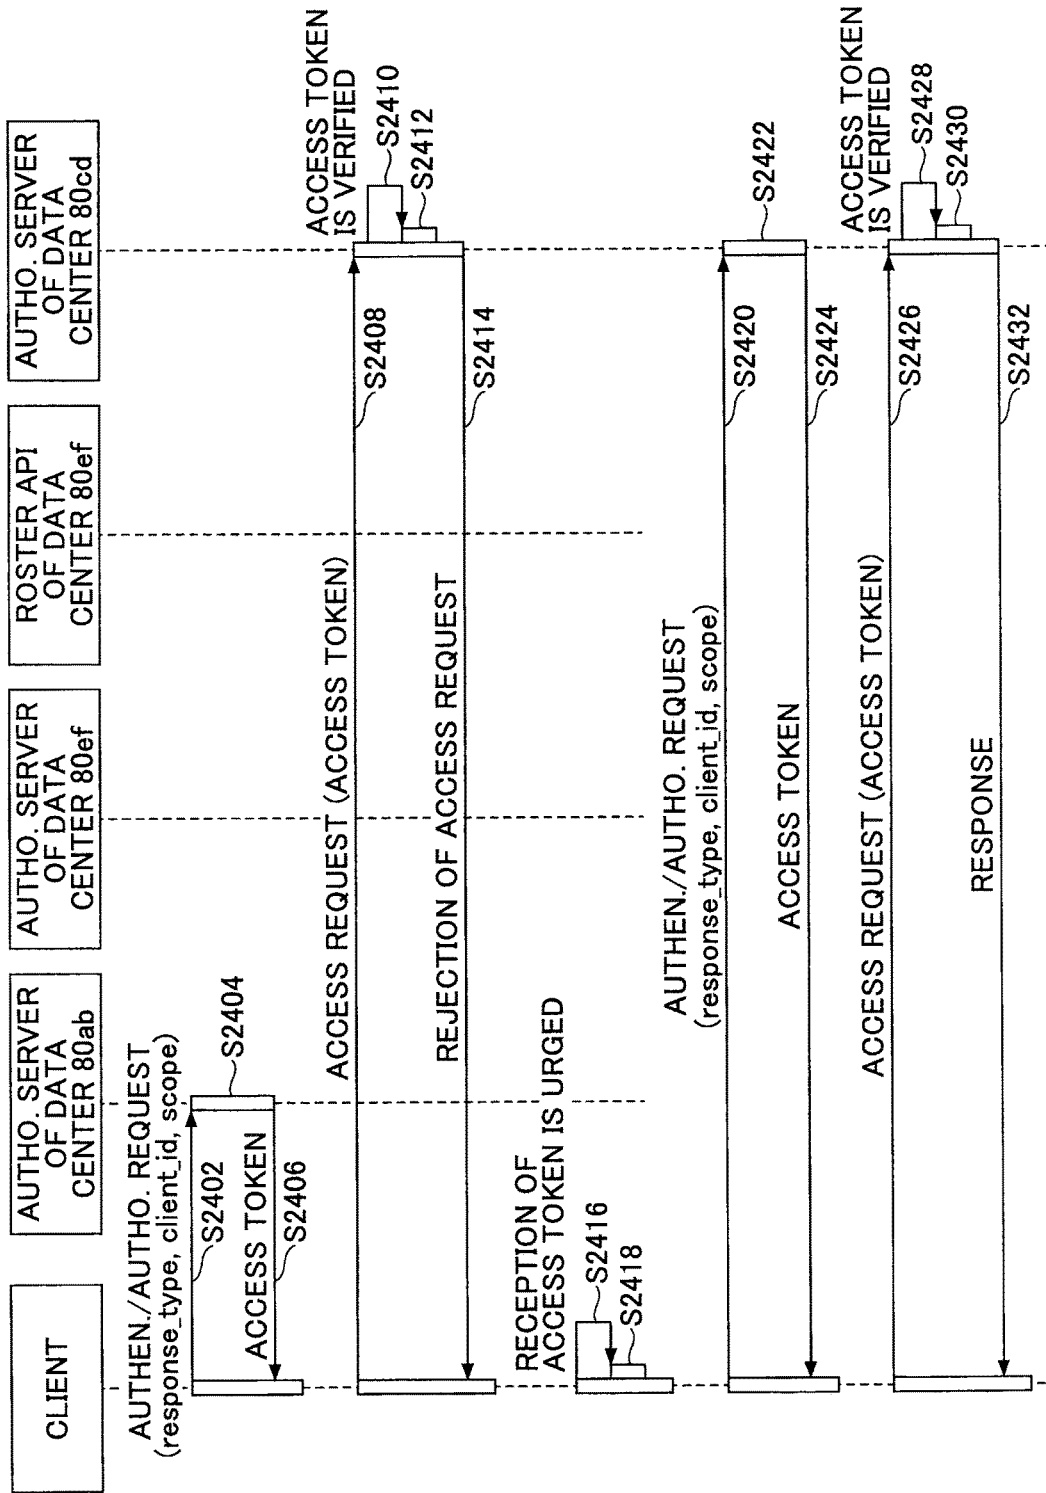 CLIENT
AUTHO. SERVER
OF DATA
CENTER 80ab
AUTHO. SERVER
OF DATA
CENTER 80ef
ROSTER API
OF DATA
CENTER 80ef
AUTHO. SERVER
OF DATA
CENTER 80cd
AUTHEN./AUTHO. REQUEST
(response_type, client_id, scope)
S2402
S2404
ACCESS TOKEN
S2406
ACCESS REQUEST (ACCESS TOKEN)
S2408
ACCESS TOKEN
IS VERIFIED
S2410
S2412
REJECTION OF ACCESS REQUEST
S2414
RECEPTION OF
ACCESS TOKEN IS URGED
S2416
S2418
AUTHEN./AUTHO. REQUEST
(response_type, client_id, scope)
S2420
S2422
ACCESS TOKEN
S2424
ACCESS REQUEST (ACCESS TOKEN)
S2426
ACCESS TOKEN
IS VERIFIED
S2428
S2430
RESPONSE
S2432